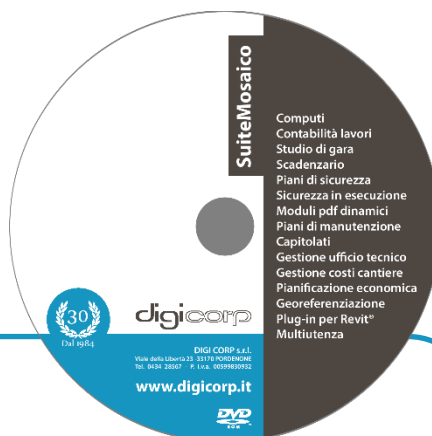 SuiteMosaico
Computi
Contabilità lavori
Studio di gara
Scadenzario
Piani di sicurezza
Sicurezza in esecuzione
Moduli pdf dinamici
Piani di manutenzione
Capitolati
Gestione ufficio tecnico
Gestione costi cantiere
Pianificazione economica
Georeferenziazione
Plug-in per Revit®
Multiutenza
30
Dal 1984
digicorp
DIGI CORP s.r.l.
Viale della Libertà 23 33170 PORDENONE
Tel. 0434 28567 - P. I.v.a. 00599830932
www.digicorp.it
DVD
ROM